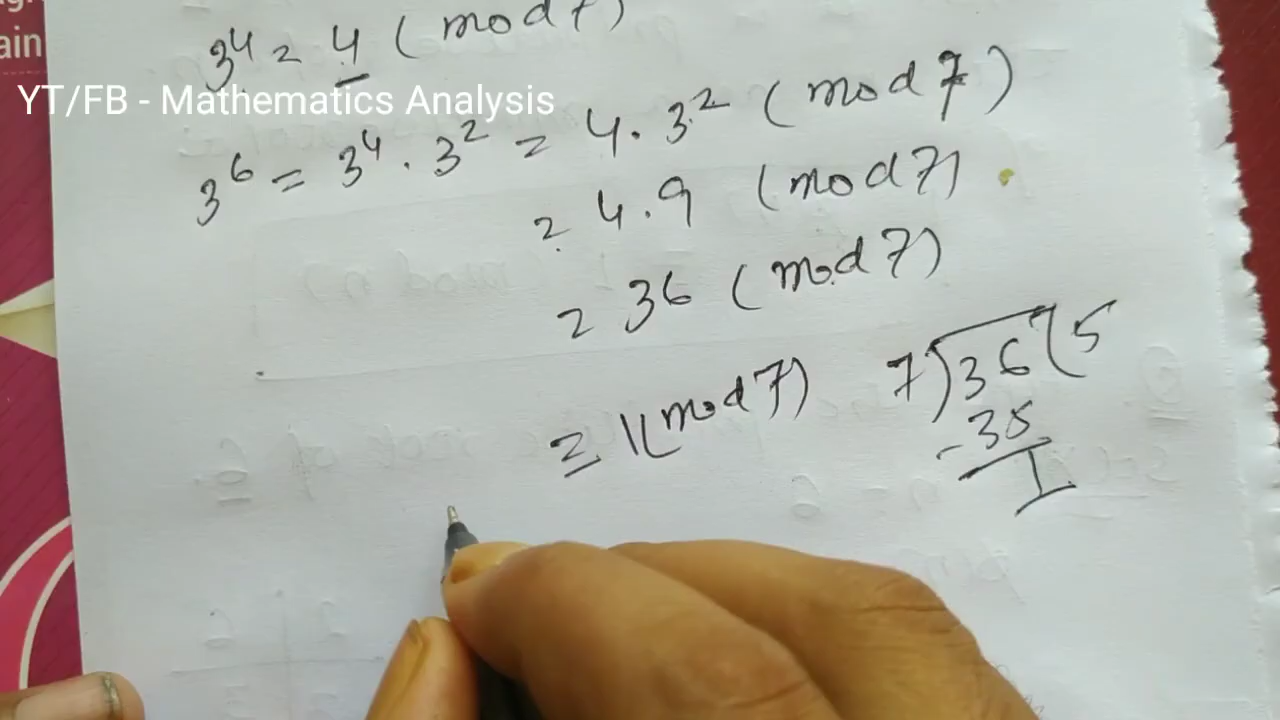 gr
ain
3⁴ = 4 (mod 7)
YT/FB - Mathematics Analysis
3⁶ = 3⁴ . 3² = 4 . 3² (mod 7)
= 4 . 9 (mod 7)
= 36 (mod 7)
≡ 1 (mod 7) 7)36(5
-35
1